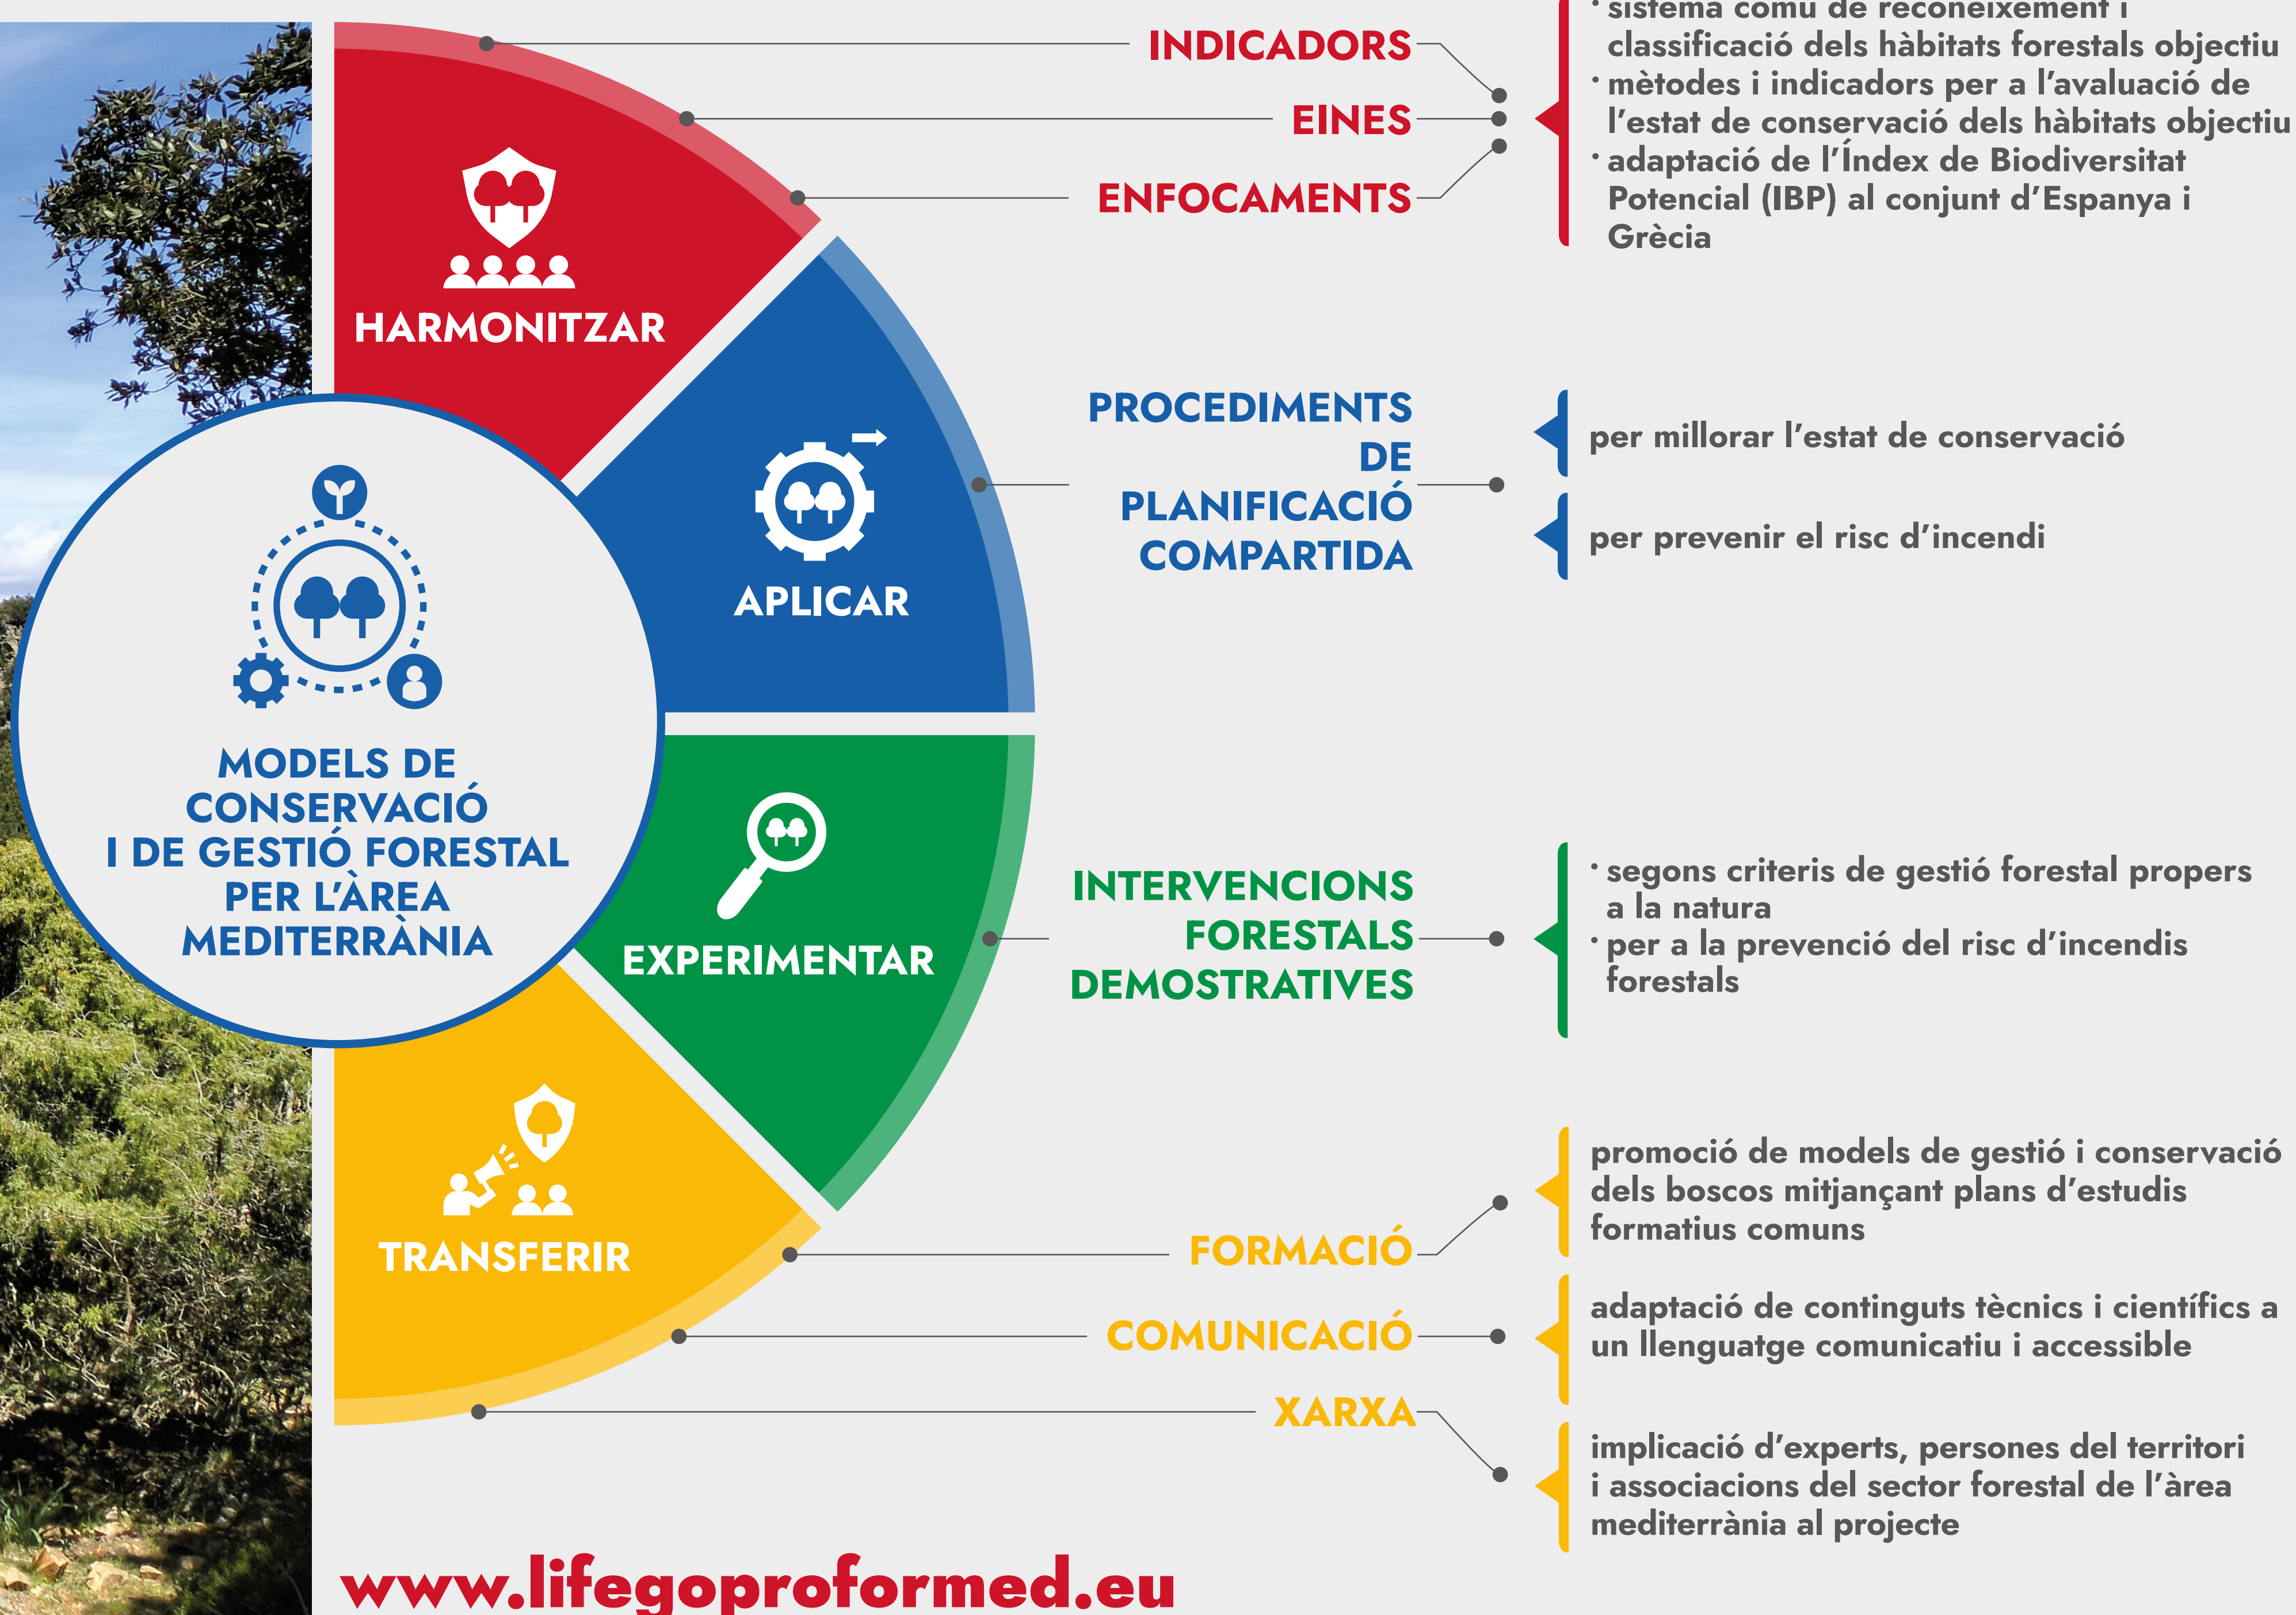 HARMONITZAR
INDICADORS
EINES
ENFOCAMENTS
· sistema comú de reconeixement i
classificació dels hàbitats forestals objectiu
· mètodes i indicadors per a l’avaluació de
l’estat de conservació dels hàbitats objectiu
· adaptació de l’Índex de Biodiversitat
Potencial (IBP) al conjunt d’Espanya i
Grècia
APLICAR
PROCEDIMENTS
DE
PLANIFICACIÓ
COMPARTIDA
per millorar l’estat de conservació
per prevenir el risc d’incendi
MODELS DE
CONSERVACIÓ
I DE GESTIÓ FORESTAL
PER L’ÀREA
MEDITERRÀNIA
EXPERIMENTAR
INTERVENCIONS
FORESTALS
DEMOSTRATIVES
· segons criteris de gestió forestal propers
a la natura
· per a la prevenció del risc d’incendis
forestals
TRANSFERIR
FORMACIÓ
promoció de models de gestió i conservació
dels boscos mitjançant plans d’estudis
formatius comuns
COMUNICACIÓ
adaptació de continguts tècnics i científics a
un llenguatge comunicatiu i accessible
XARXA
implicació d’experts, persones del territori
i associacions del sector forestal de l’àrea
mediterrània al projecte
www.lifegoproformed.eu